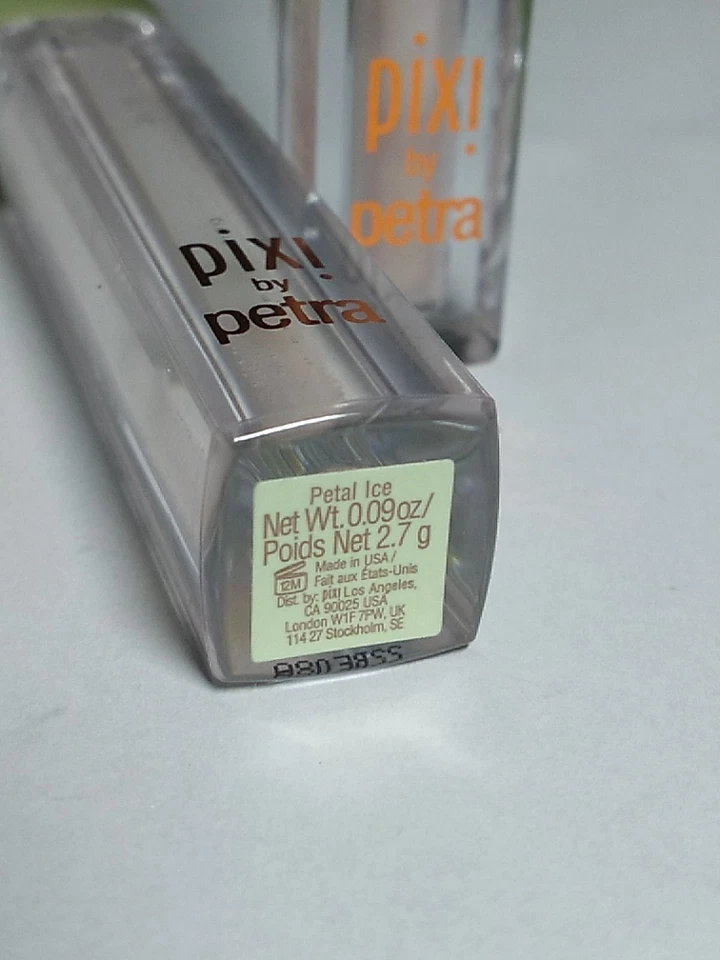 pixi
by
petra
pixi
by
petra
Petal Ice
Net Wt. 0.09oz/
Poids Net 2.7 g
12M
Made in USA/
Fait aux États-Unis
Dist. by: pixi Los Angeles,
CA 90025 USA
London W1F 7PW, UK
114 27 Stockholm, SE